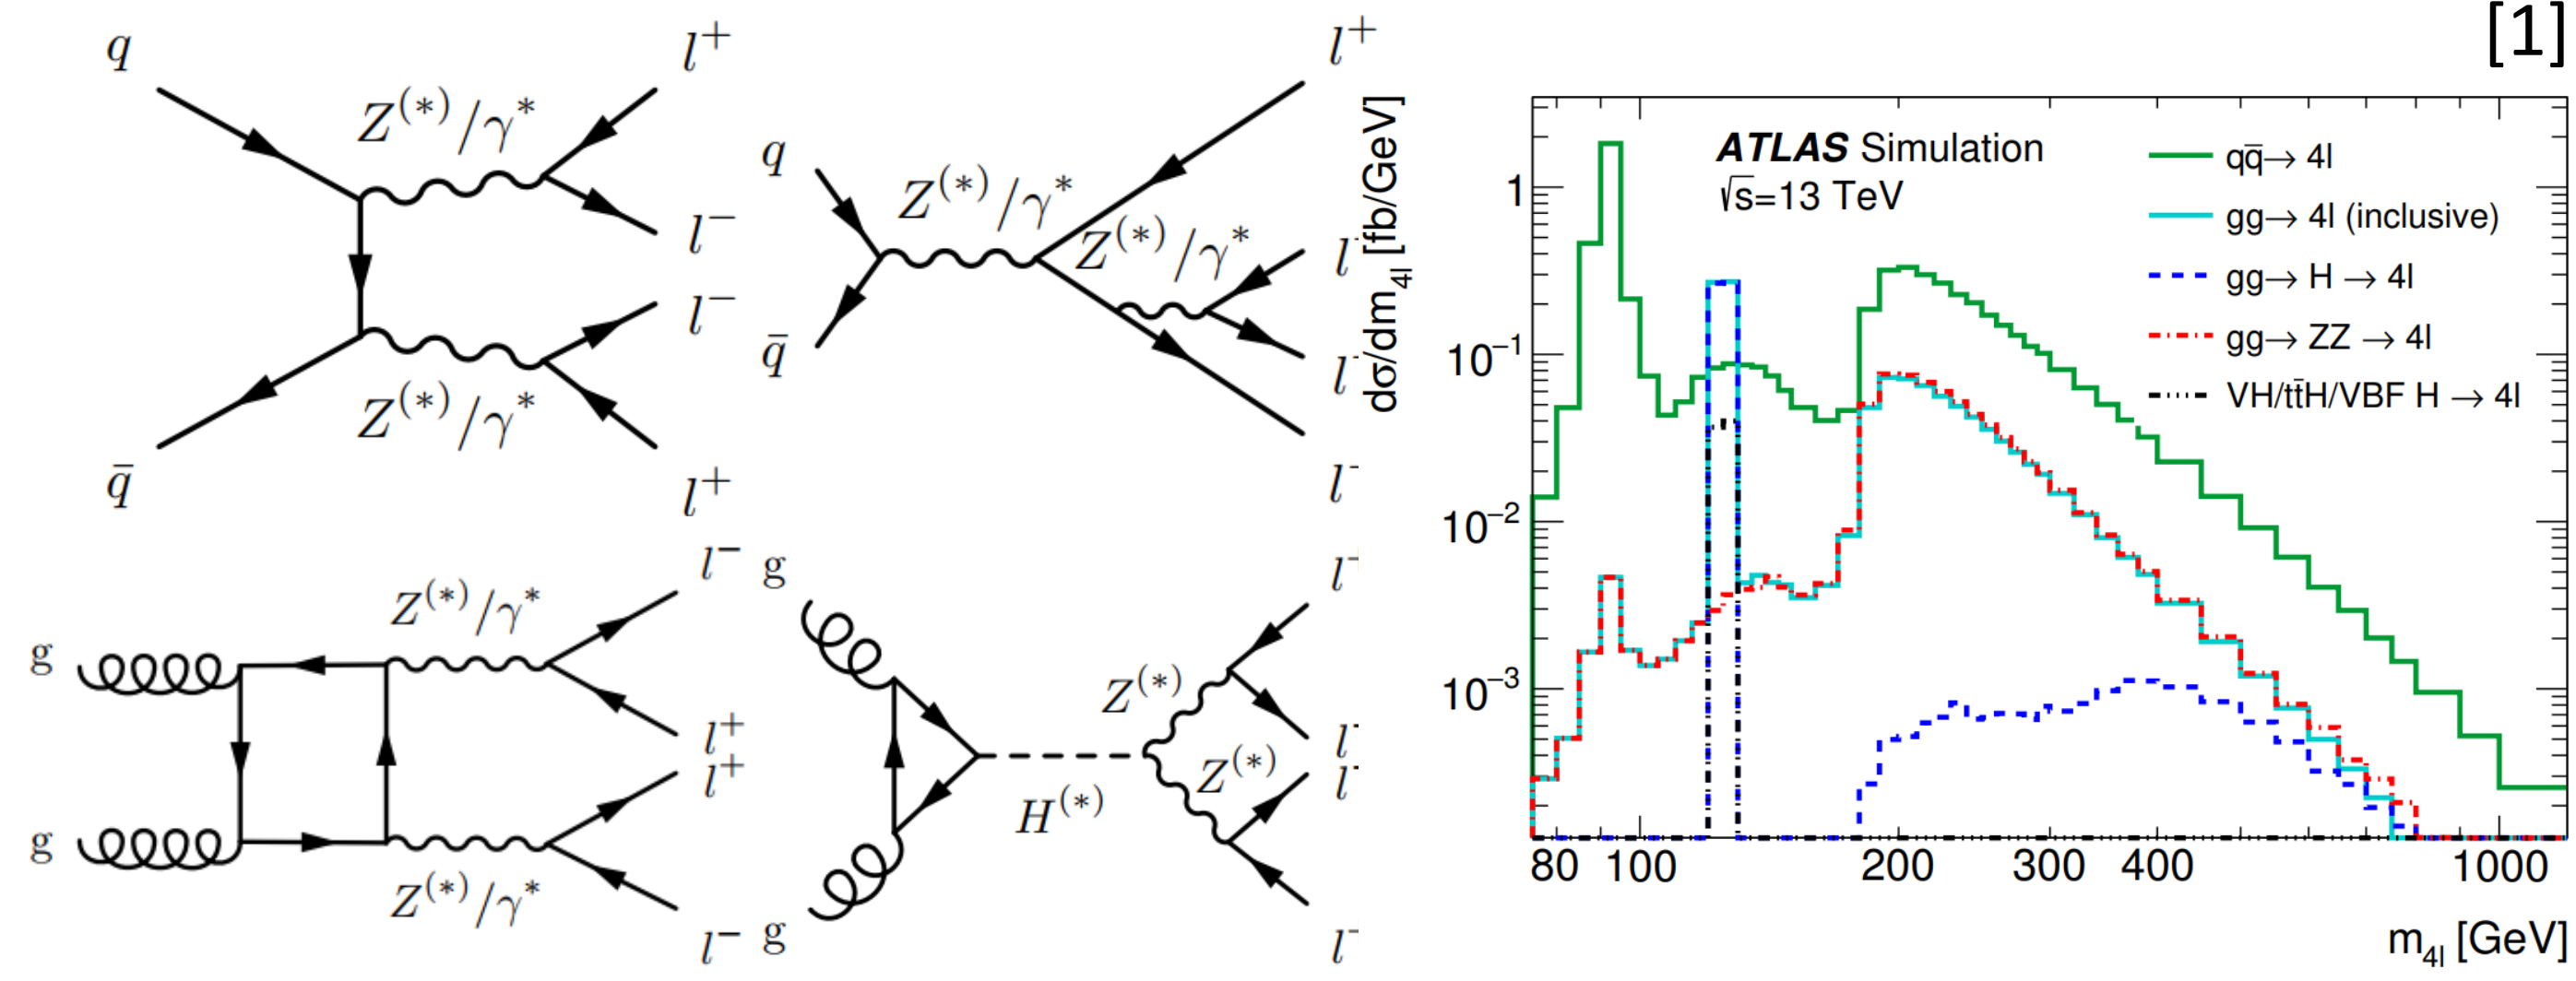 [1]
q
Z(*)/γ*
l+
l−
l−
Z(*)/γ*
q̄
l+
q
q̄
Z(*)/γ*
Z(*)/γ*
l+
l-
l-
l-
g
g
Z(*)/γ*
l−
l+
l+
Z(*)/γ*
l−
g
g
H(*)
Z(*)
Z(*)
l-
l-
l-
l-
dσ/dm4l [fb/GeV]
ATLAS Simulation
√s=13 TeV
qq̄→ 4l
gg→ 4l (inclusive)
gg→ H → 4l
gg→ ZZ → 4l
VH/tt̄H/VBF H → 4l
1
10−1
10−2
10−3
80 100 200 300 400 1000
m4l [GeV]